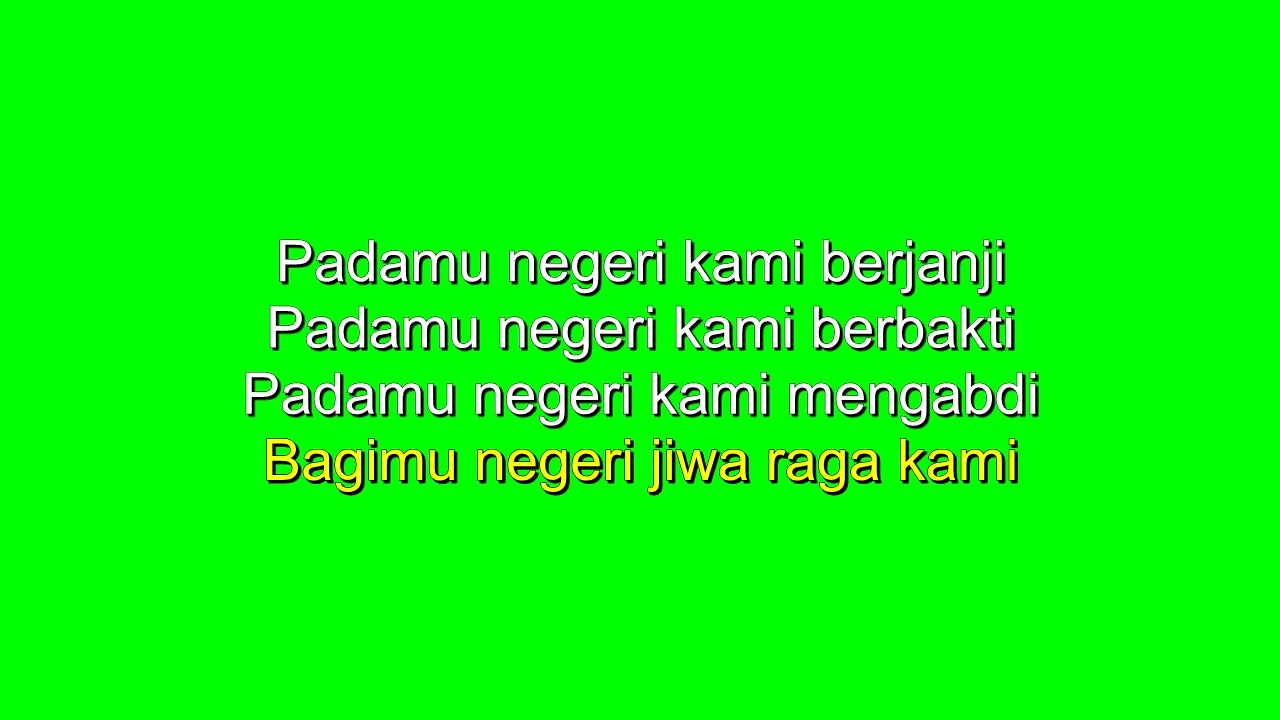 Padamu negeri kami berjanji
Padamu negeri kami berbakti
Padamu negeri kami mengabdi
Bagimu negeri jiwa raga kami